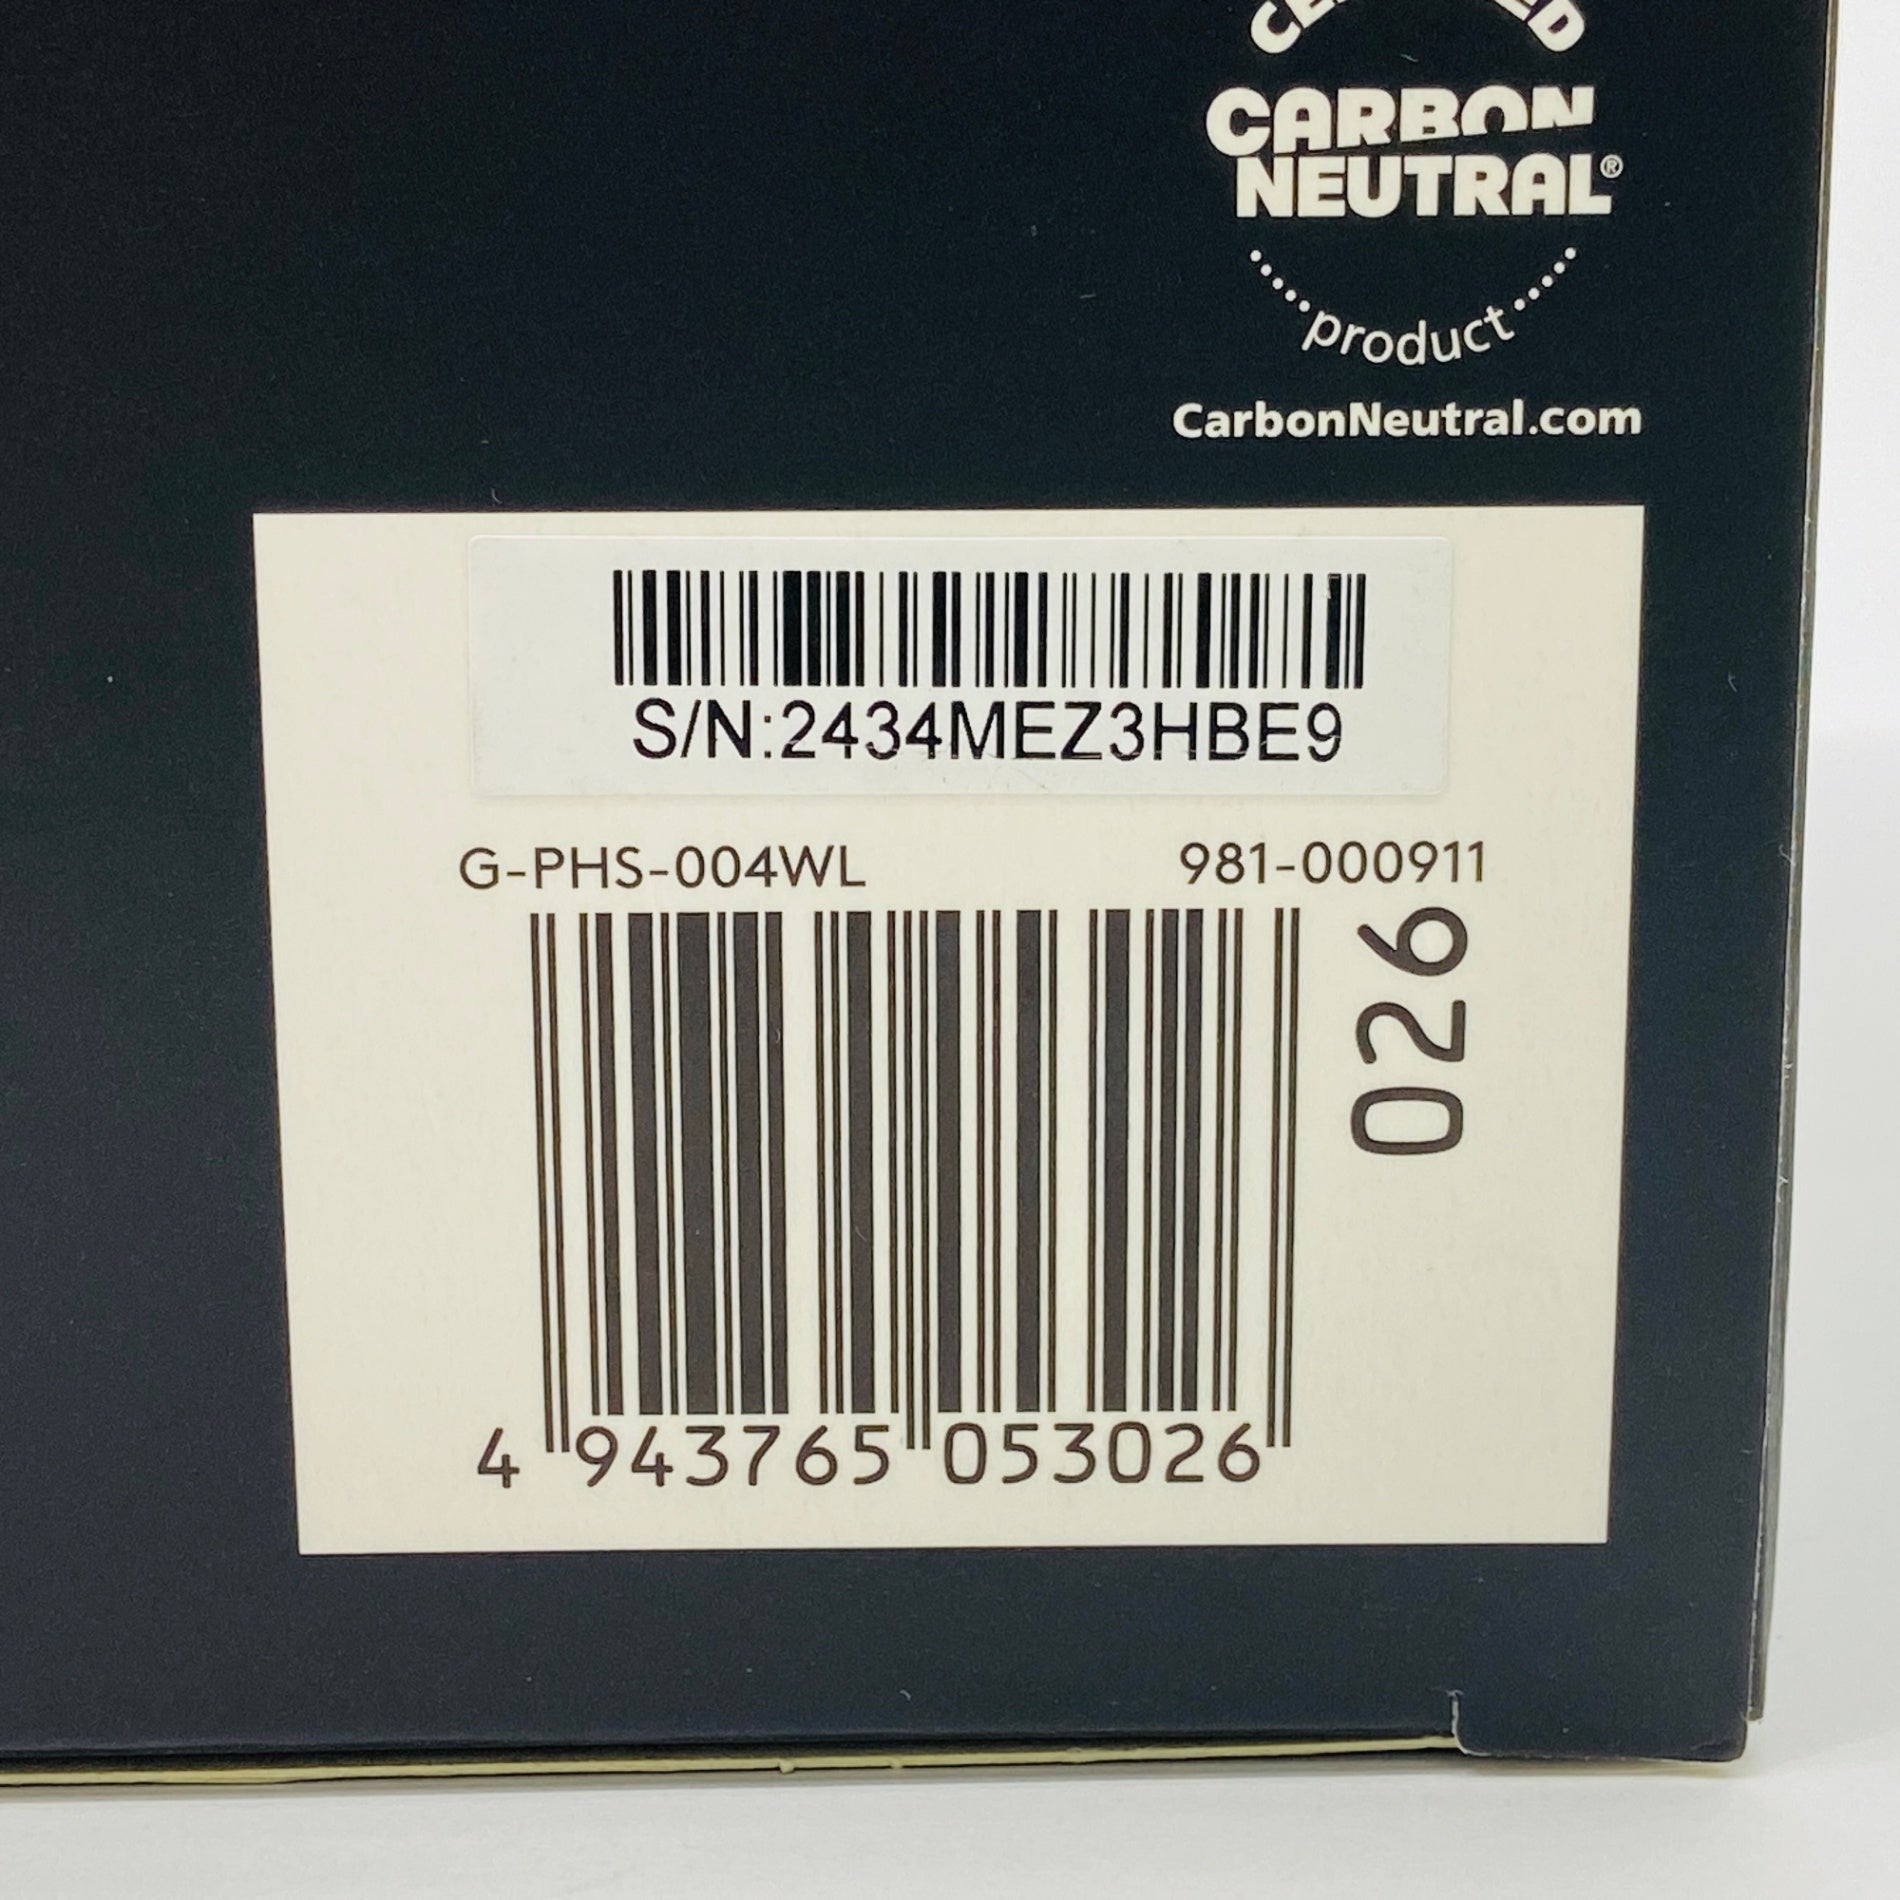 CARBON
NEUTRAL®
product
CarbonNeutral.com
S/N:2434MEZ3HBE9
G-PHS-004WL 981-000911
026
4 943765 053026